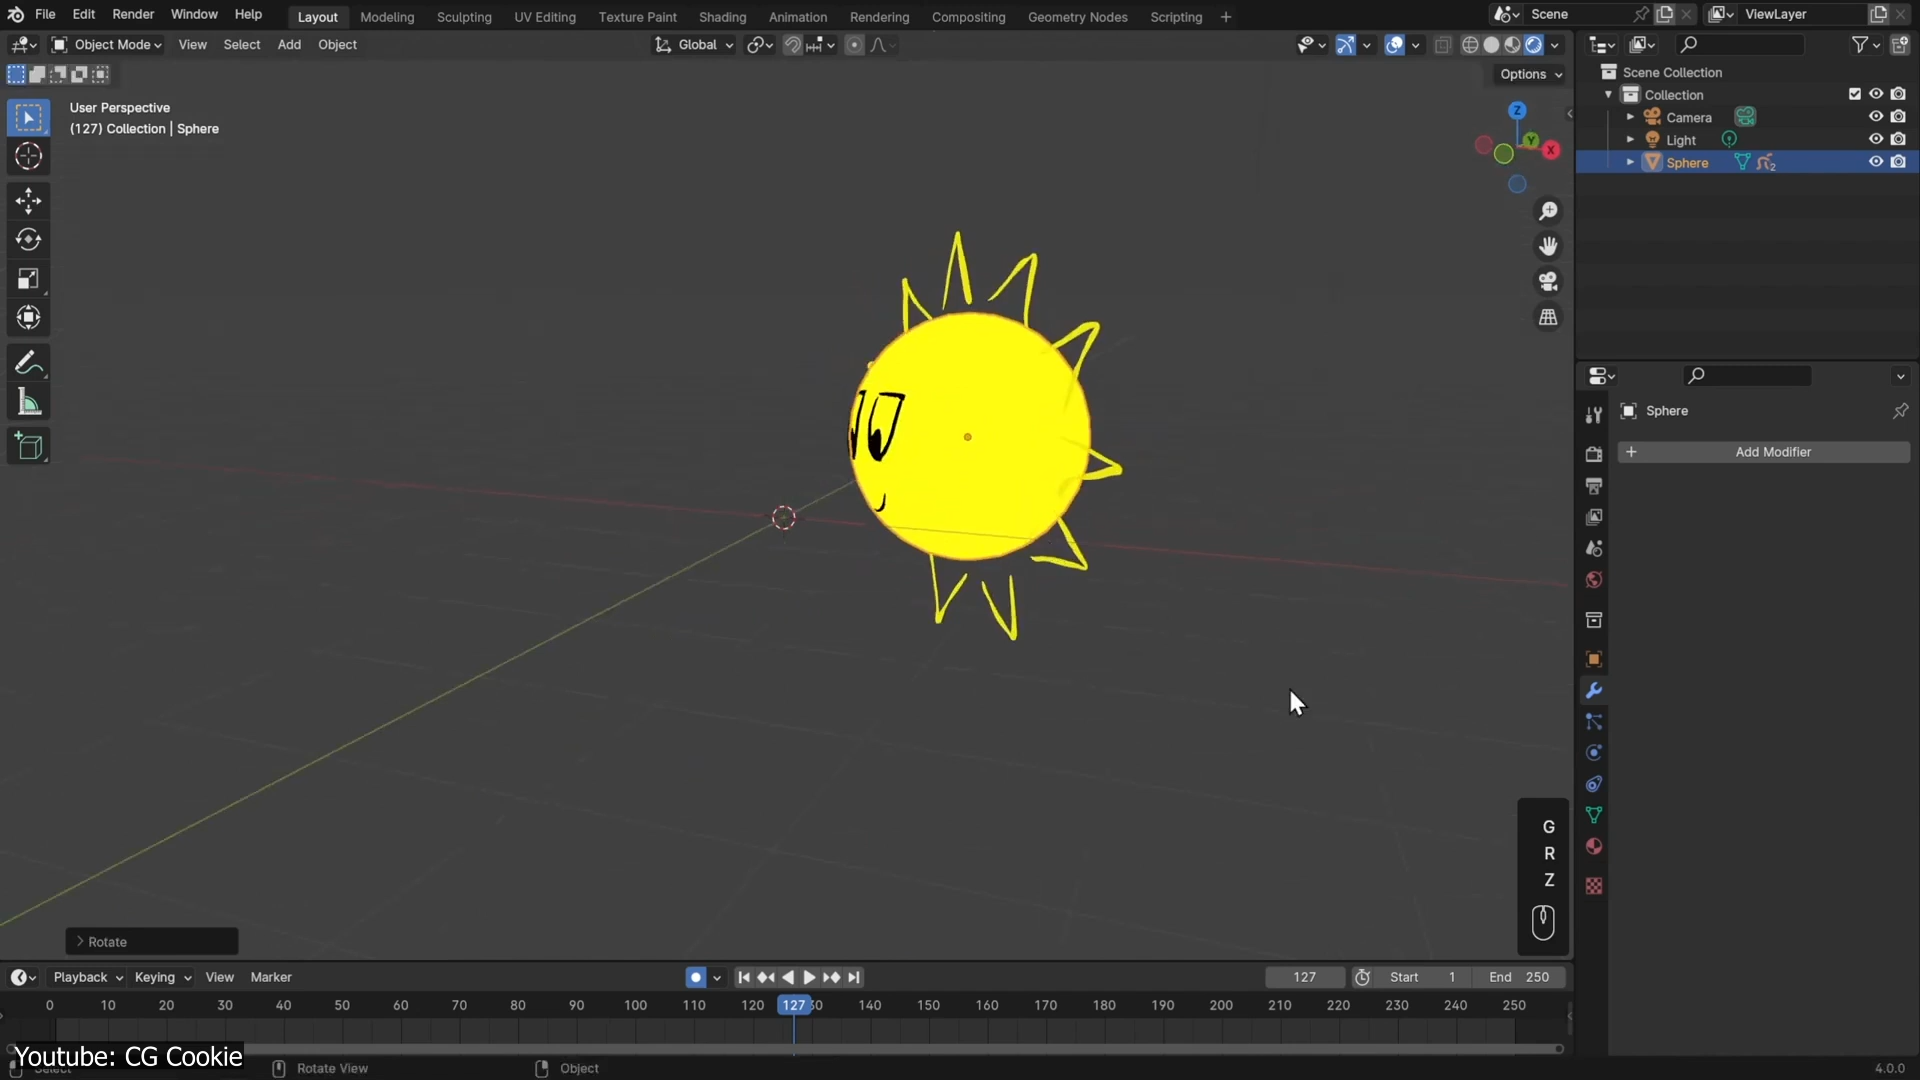 File Edit Render Window Help Layout Modeling Sculpting UV Editing Texture Paint Shading Animation Rendering Compositing Geometry Nodes Scripting + Scene ViewLayer
Object Mode View Select Add Object Global
Options
User Perspective
(127) Collection | Sphere
Z
Y
X
Scene Collection
Collection
Camera
Light
Sphere 2
Sphere
+ Add Modifier
G
R
Z
Rotate
Playback Keying View Marker 127 Start 1 End 250
0 10 20 30 40 50 60 70 80 90 100 110 120 127 140 150 160 170 180 190 200 210 220 230 240 250
Youtube: CG Cookie
Select Rotate View Object 4.0.0